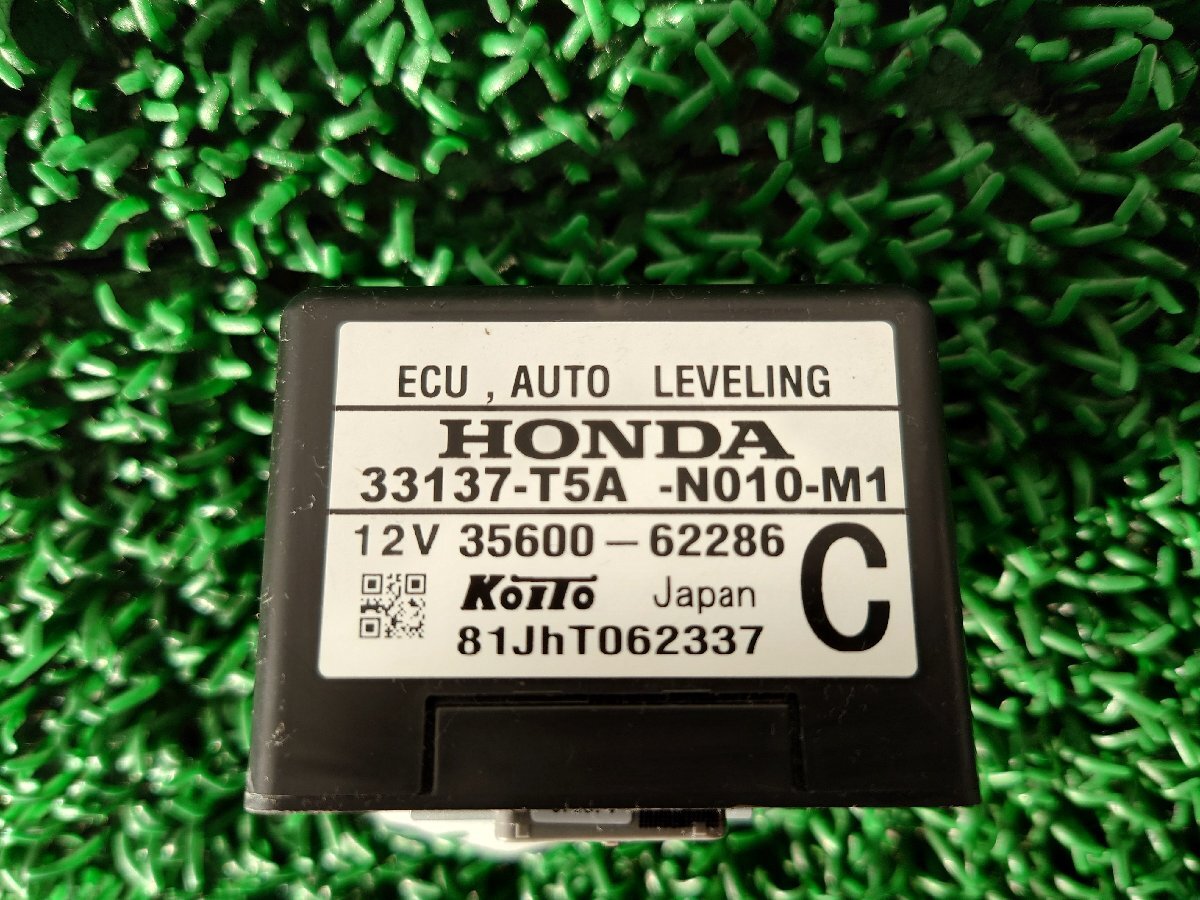 ECU , AUTO LEVELING
HONDA
33137-T5A -N010-M1
12V 35600-62286
C
KOITO Japan
81JhT062337